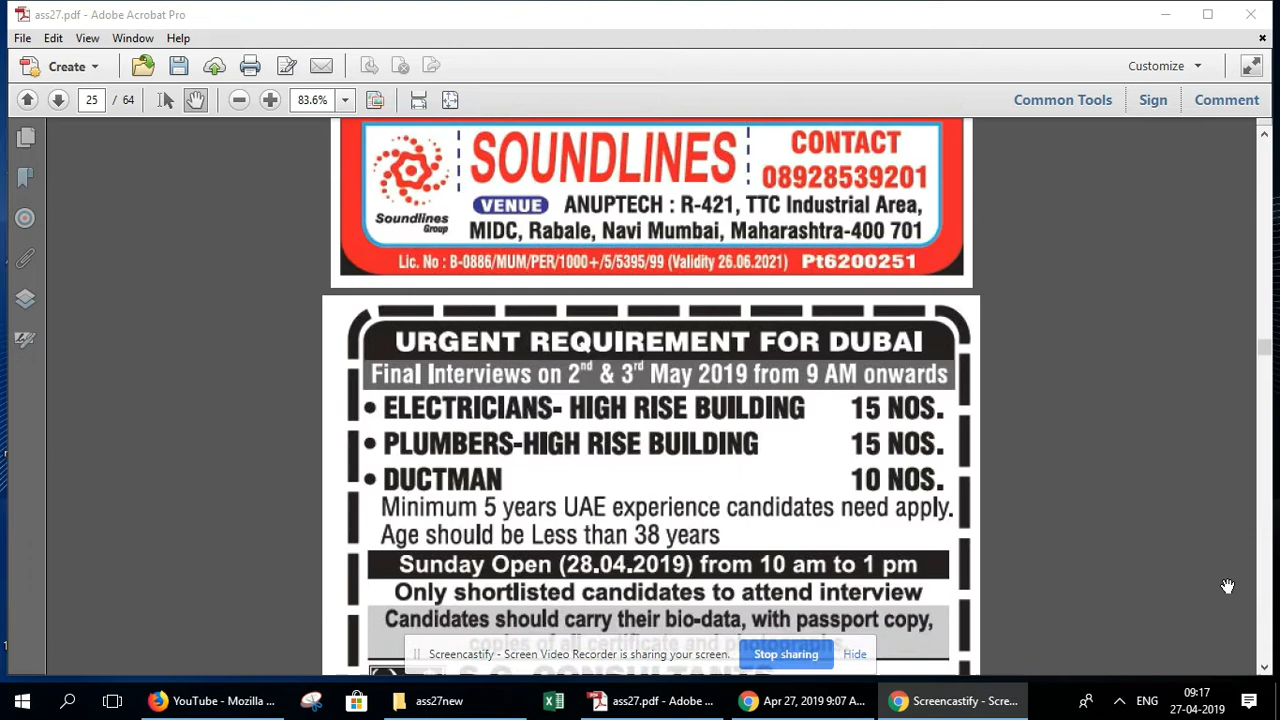 ass27.pdf - Adobe Acrobat Pro
File Edit View Window Help
Create
Customize
25 / 64
83.6%
Common Tools Sign Comment
SOUNDLINES
CONTACT
08928539201
Soundlines
Group
VENUE ANUPTECH : R-421, TTC Industrial Area,
MIDC, Rabale, Navi Mumbai, Maharashtra-400 701
Lic. No : B-0886/MUM/PER/1000+/5/5395/99 (Validity 26.06.2021) Pt6200251
URGENT REQUIREMENT FOR DUBAI
Final Interviews on 2nd & 3rd May 2019 from 9 AM onwards
• ELECTRICIANS- HIGH RISE BUILDING 15 NOS.
• PLUMBERS-HIGH RISE BUILDING 15 NOS.
• DUCTMAN 10 NOS.
Minimum 5 years UAE experience candidates need apply.
Age should be Less than 38 years
Sunday Open (28.04.2019) from 10 am to 1 pm
Only shortlisted candidates to attend interview
Candidates should carry their bio-data, with passport copy,
copies of all certificate and photographs.
Screencastify - Screen Video Recorder is sharing your screen. Stop sharing Hide
CONSULTANTS
YouTube - Mozilla ...
ass27new
ass27.pdf - Adobe ...
Apr 27, 2019 9:07 A...
Screencastify - Scre...
ENG
09:17
27-04-2019